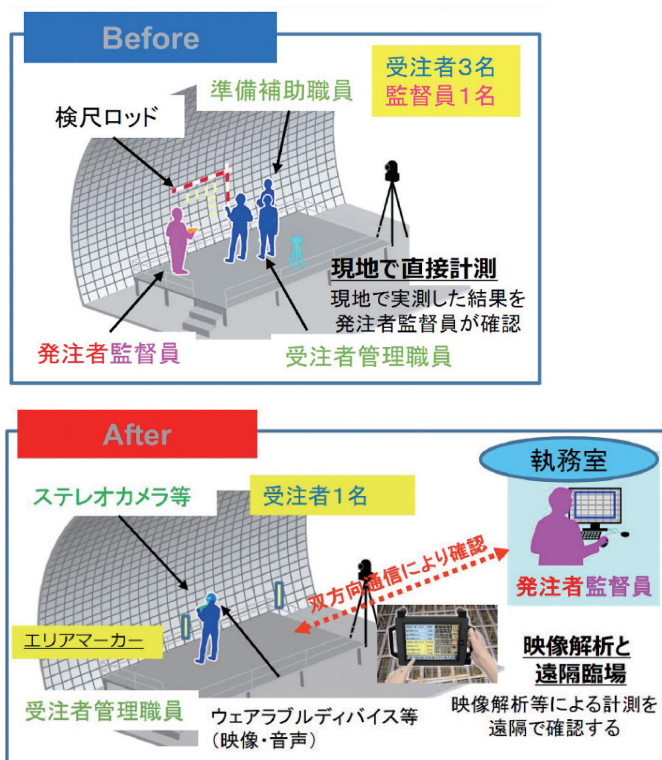 Before
準備補助職員
受注者3名
監督員1名
検尺ロッド
現地で直接計測
現地で実測した結果を
発注者監督員が確認
発注者監督員
受注者管理職員
After
執務室
ステレオカメラ等
受注者1名
双方向通信により確認
発注者監督員
エリアマーカー
映像解析と
遠隔臨場
受注者管理職員
ウェアラブルディバイス等
(映像・音声)
映像解析等による計測を
遠隔で確認する